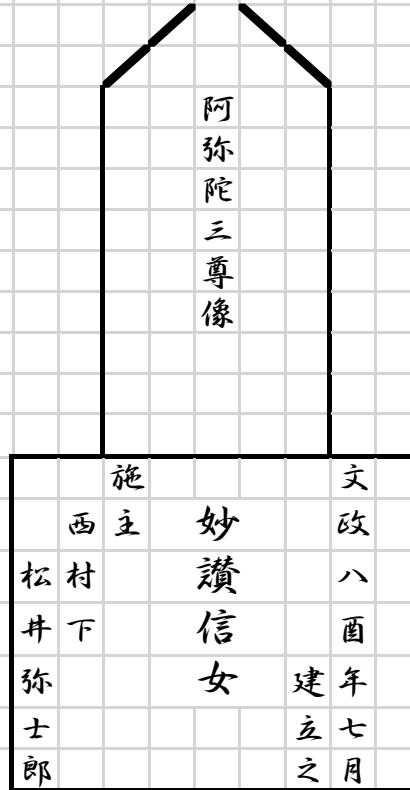 阿弥陀三尊像
文政八酉年七月
建立之
妙讃信女
施主
西村下
松井弥士郎